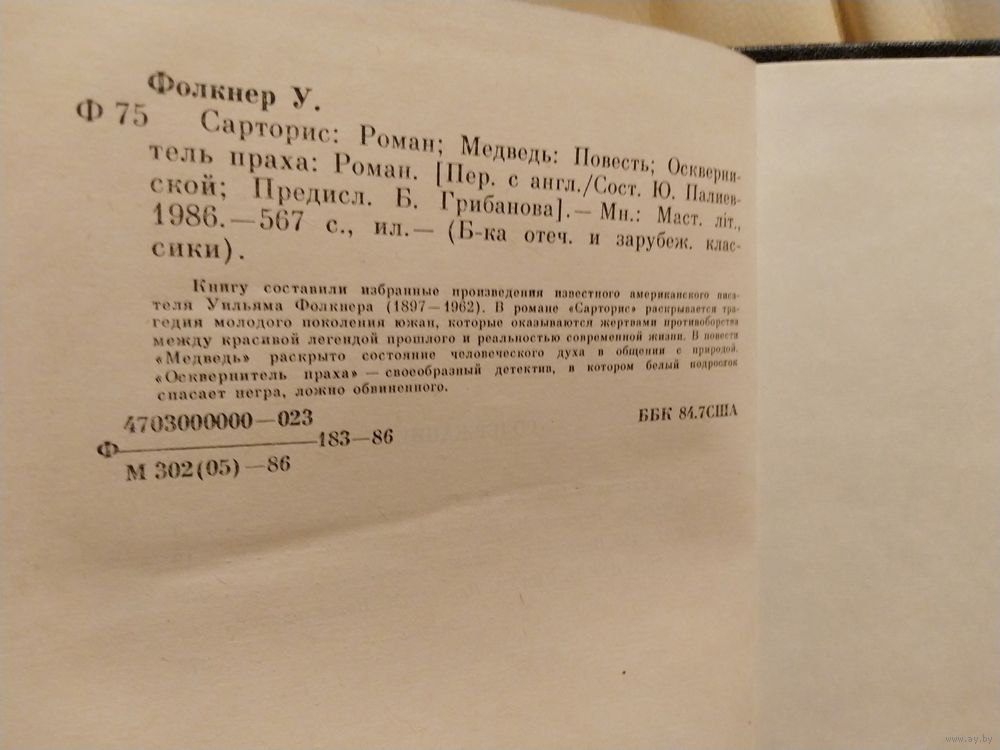 Фолкнер У.
Ф 75 Сарторис: Роман; Медведь: Повесть; Оскверни-
тель праха: Роман. [Пер. с англ./Сост. Ю. Палиев-
ской; Предисл. Б. Грибанова].— Мн.: Маст. літ.,
1986.—567 с., ил.— (Б-ка отеч. и зарубеж. клас-
сики).
Книгу составили избранные произведения известного американского писа-
теля Уильяма Фолкнера (1897—1962). В романе «Сарторис» раскрывается тра-
гедия молодого поколения южан, которые оказываются жертвами противоборства
между красивой легендой прошлого и реальностью современной жизни. В повести
«Медведь» раскрыто состояние человеческого духа в общении с природой.
«Осквернитель праха» — своеобразный детектив, в котором белый подросток
спасает негра, ложно обвиненного.
4703000000—023
Ф————183—86
М 302(05)—86
ББК 84.7США
www.ay.by